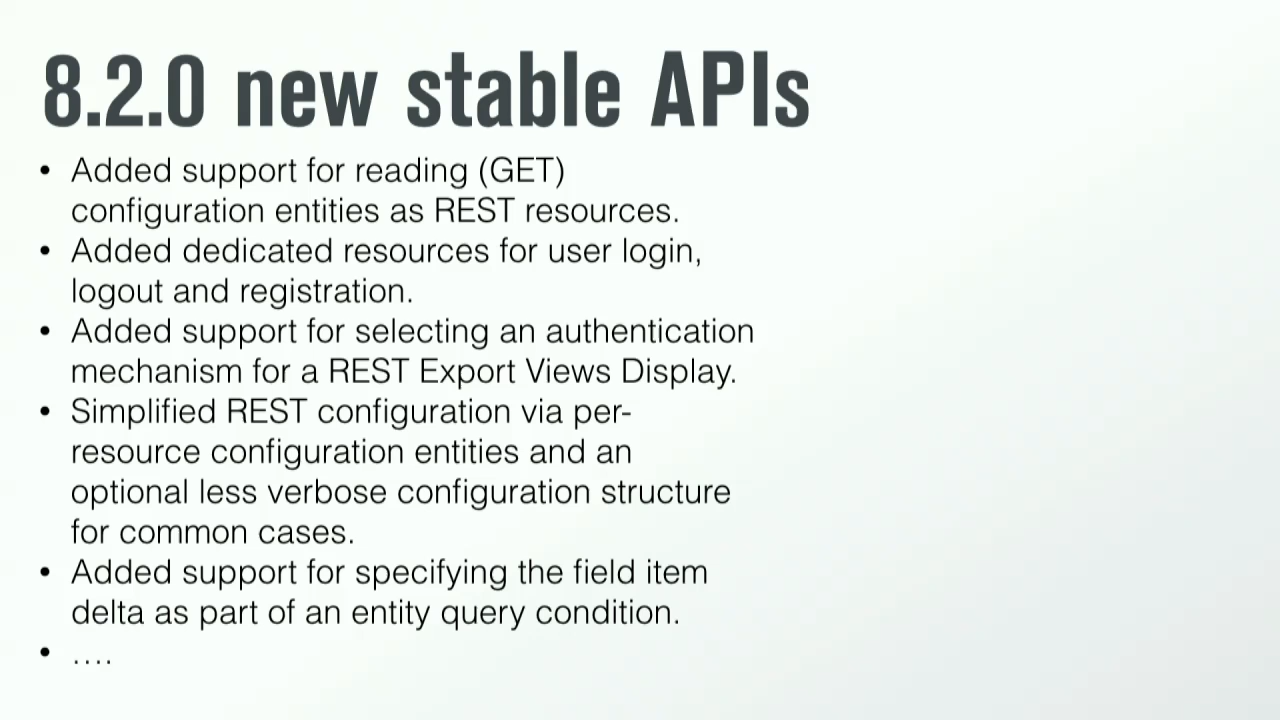 8.2.0 new stable APIs
• Added support for reading (GET)
configuration entities as REST resources.
• Added dedicated resources for user login,
logout and registration.
• Added support for selecting an authentication
mechanism for a REST Export Views Display.
• Simplified REST configuration via per-
resource configuration entities and an
optional less verbose configuration structure
for common cases.
• Added support for specifying the field item
delta as part of an entity query condition.
• ….